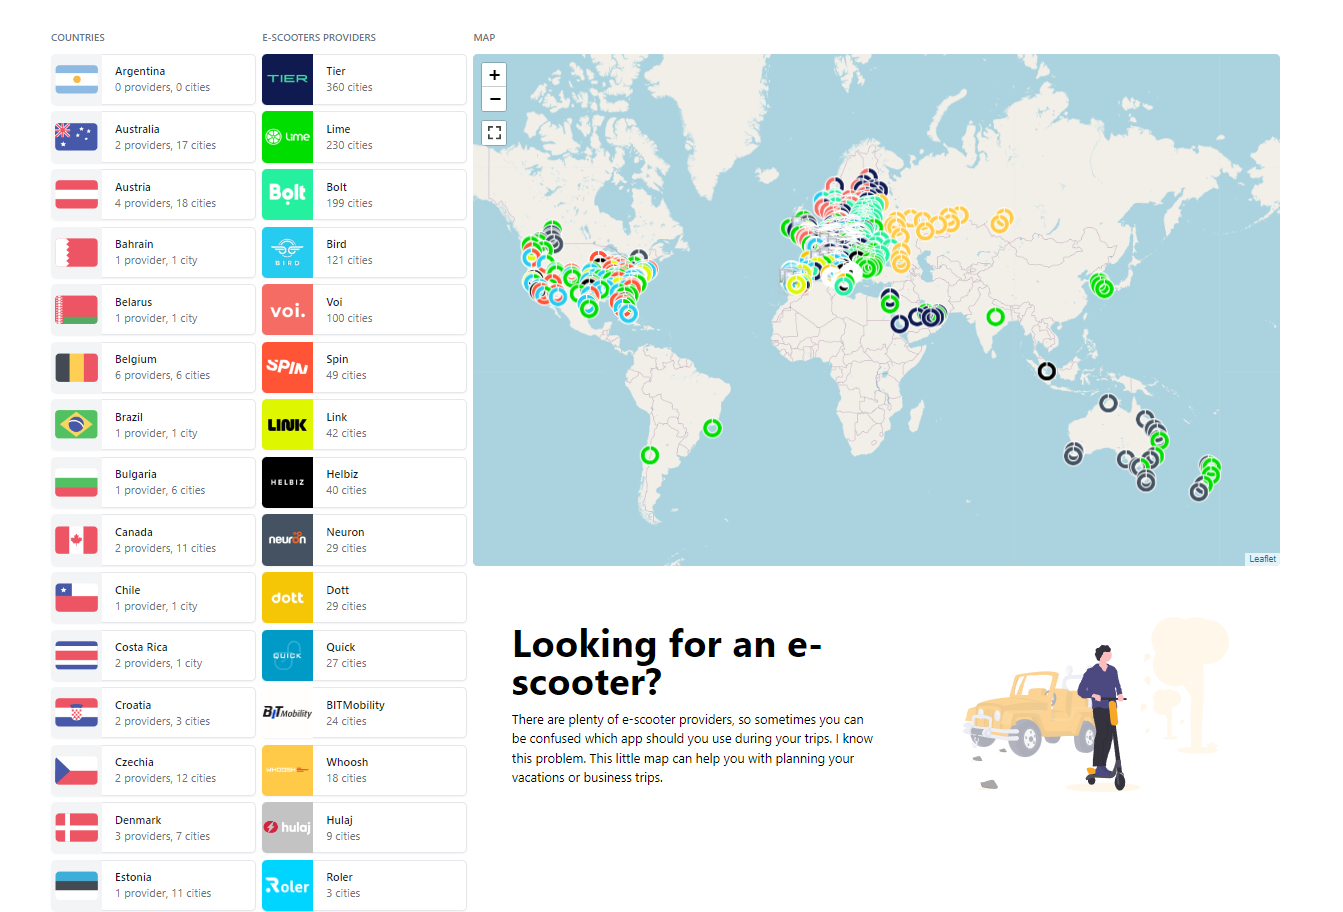 COUNTRIES
Argentina
0 providers, 0 cities
Australia
2 providers, 17 cities
Austria
4 providers, 18 cities
Bahrain
1 provider, 1 city
Belarus
1 provider, 1 city
Belgium
6 providers, 6 cities
Brazil
1 provider, 1 city
Bulgaria
1 provider, 6 cities
Canada
2 providers, 11 cities
Chile
1 provider, 1 city
Costa Rica
2 providers, 1 city
Croatia
2 providers, 3 cities
Czechia
2 providers, 12 cities
Denmark
3 providers, 7 cities
Estonia
1 provider, 11 cities
E-SCOOTERS PROVIDERS
TIER
Tier
360 cities
Lime
Lime
230 cities
Bolt
Bolt
199 cities
BIRD
Bird
121 cities
voi.
Voi
100 cities
SPIN
Spin
49 cities
LINK
Link
42 cities
HELBIZ
Helbiz
40 cities
neuron
Neuron
29 cities
dott
Dott
29 cities
QUICK
Quick
27 cities
BiT Mobility
BITMobility
24 cities
WHOOSH
Whoosh
18 cities
hulaj
Hulaj
9 cities
Roler
Roler
3 cities
MAP
+
−
Leaflet
Looking for an e-
scooter?
There are plenty of e-scooter providers, so sometimes you can
be confused which app should you use during your trips. I know
this problem. This little map can help you with planning your
vacations or business trips.